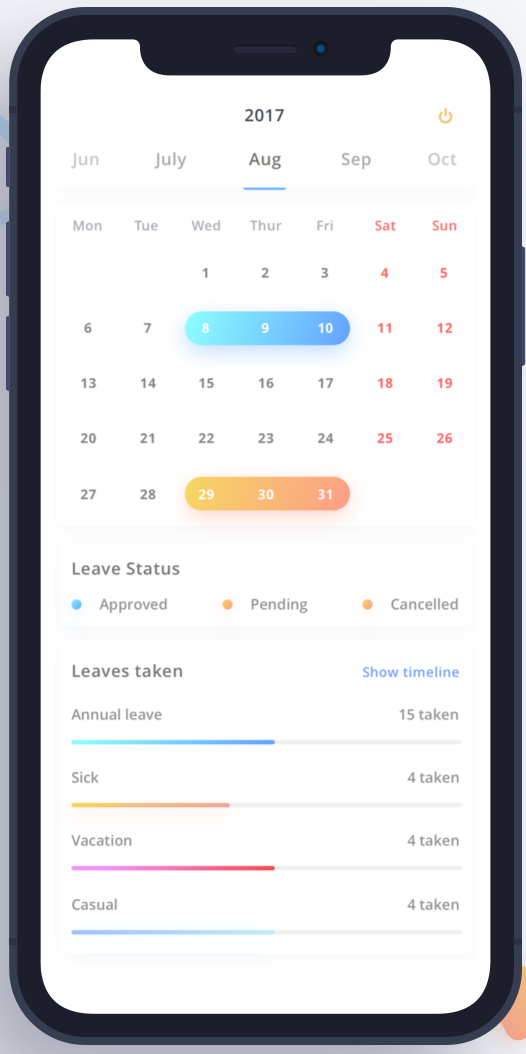 2017
Jun July Aug Sep Oct
Mon Tue Wed Thur Fri Sat Sun
1 2 3 4 5
6 7 8 9 10 11 12
13 14 15 16 17 18 19
20 21 22 23 24 25 26
27 28 29 30 31
Leave Status
Approved Pending Cancelled
Leaves taken Show timeline
Annual leave 15 taken
Sick 4 taken
Vacation 4 taken
Casual 4 taken